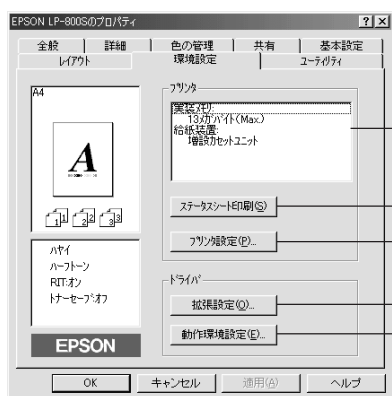 EPSON LP-800Sのプロパティ
全般 詳細 色の管理 共有 基本設定
レイアウト 環境設定 ユーティリティ
A4
A
1 1 2 2 3 3
ハヤイ
ハーフトーン
RIT:オン
トナーセーブ:オフ
EPSON
プリンタ
実装メモリ:
13メガバイト(Max.)
給紙装置:
増設カセットユニット
ステータスシート印刷(S)
プリンタ設定(P)...
ドライバ
拡張設定(O)...
動作環境設定(E)...
OK キャンセル 適用(A) ヘルプ